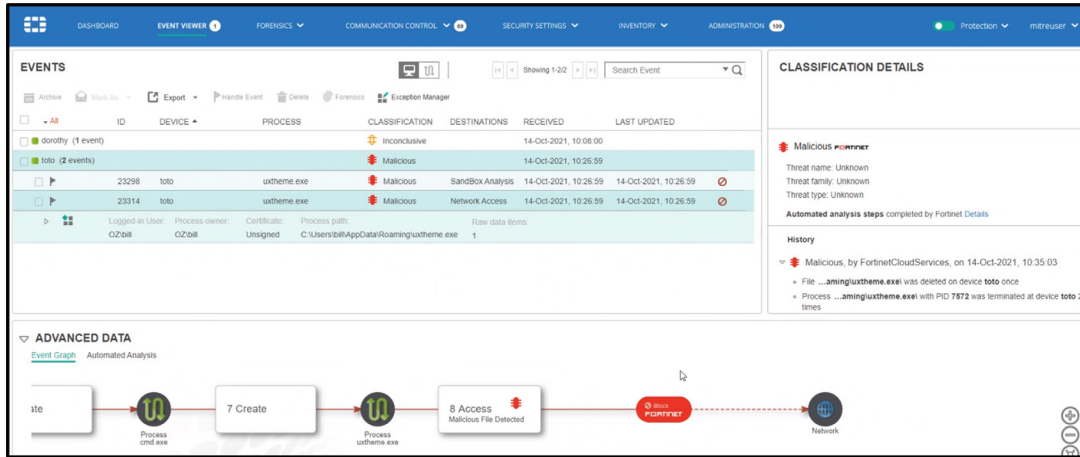 DASHBOARD
EVENT VIEWER 1
FORENSICS
COMMUNICATION CONTROL 69
SECURITY SETTINGS
INVENTORY
ADMINISTRATION 109
Protection
mitreuser
EVENTS
Showing 1-2/2
Search Event
Archive
Mark As
Export
Handle Event
Delete
Forensics
Exception Manager
All ID DEVICE PROCESS CLASSIFICATION DESTINATIONS RECEIVED LAST UPDATED
dorothy (1 event) Inconclusive 14-Oct-2021, 10:08:00
toto (2 events) Malicious 14-Oct-2021, 10:26:59
23298 toto uxtheme.exe Malicious SandBox Analysis 14-Oct-2021, 10:26:59 14-Oct-2021, 10:26:59
23314 toto uxtheme.exe Malicious Network Access 14-Oct-2021, 10:26:59 14-Oct-2021, 10:26:59
Logged-in User: Process owner: Certificate: Process path: Raw data items:
OZ\bill OZ\bill Unsigned C:\Users\bill\AppData\Roaming\uxtheme.exe 1
CLASSIFICATION DETAILS
Malicious FORTINET
Threat name: Unknown
Threat family: Unknown
Threat type: Unknown
Automated analysis steps completed by Fortinet Details
History
Malicious, by FortinetCloudServices, on 14-Oct-2021, 10:35:03
File ...aming\uxtheme.exe\ was deleted on device toto once
Process ...aming\uxtheme.exe\ with PID 7572 was terminated at device toto 2
times
ADVANCED DATA
Event Graph Automated Analysis
ate
Process
cmd.exe
7 Create
Process
uxtheme.exe
8 Access
Malicious File Detected
Block
FORTINET
Network